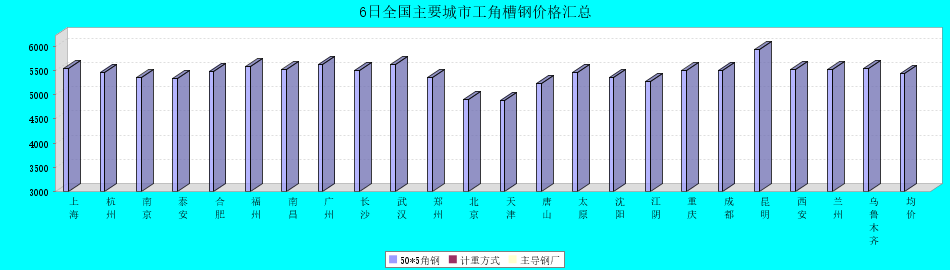 6日全国主要城市工角槽钢价格汇总
6000
5500
5000
4500
4000
3500
3000
上海 杭州 南京 泰安 合肥 福州 南昌 广州 长沙 武汉 郑州 北京 天津 唐山 太原 沈阳 江阴 重庆 成都 昆明 西安 兰州 乌鲁木齐 均价
50*5角钢 计重方式 主导钢厂